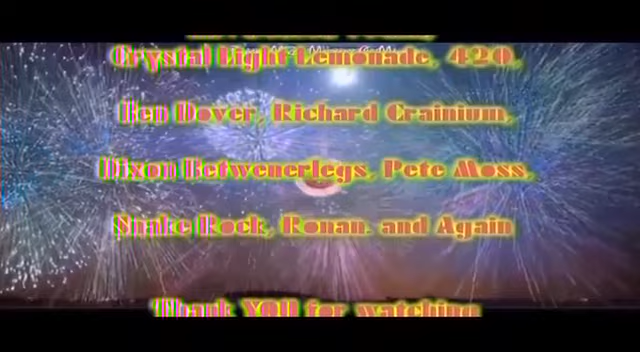 Crystal Light Lemonade, 420,
Ben Dover, Richard Crainium,
Dixon Betwenerlegs, Pete Moss,
Snake Rock, Ronan. and Again
Thank YOU for watching